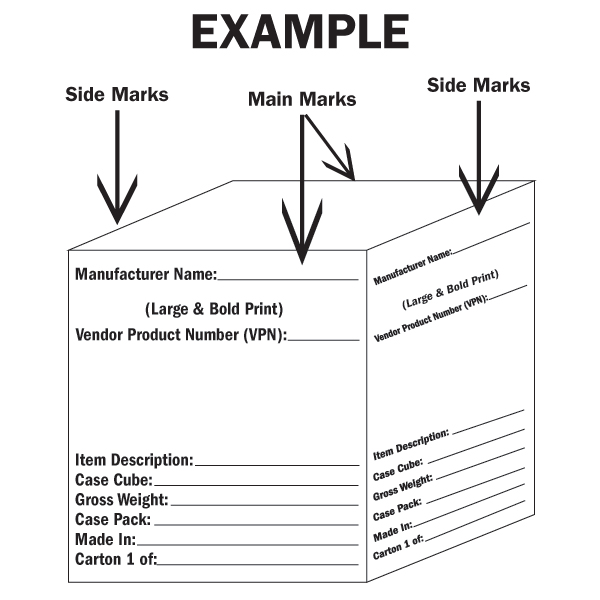 EXAMPLE
Side Marks
Main Marks
Side Marks
Manufacturer Name:
(Large & Bold Print)
Vendor Product Number (VPN):
Item Description:
Case Cube:
Gross Weight:
Case Pack:
Made In:
Carton 1 of:
Manufacturer Name:
(Large & Bold Print)
Vendor Product Number (VPN):
Item Description:
Case Cube:
Gross Weight:
Case Pack:
Made In:
Carton 1 of: